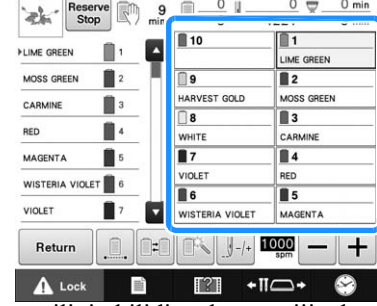 Reserve
Stop
9
min
0
0
0 min
LIME GREEN 1
MOSS GREEN 2
CARMINE 3
RED 4
MAGENTA 5
WISTERIA VIOLET 6
VIOLET 7
10
1
LIME GREEN
9
HARVEST GOLD
2
MOSS GREEN
8
WHITE
3
CARMINE
7
VIOLET
4
RED
6
WISTERIA VIOLET
5
MAGENTA
Return
-/+
1000
spm
Lock